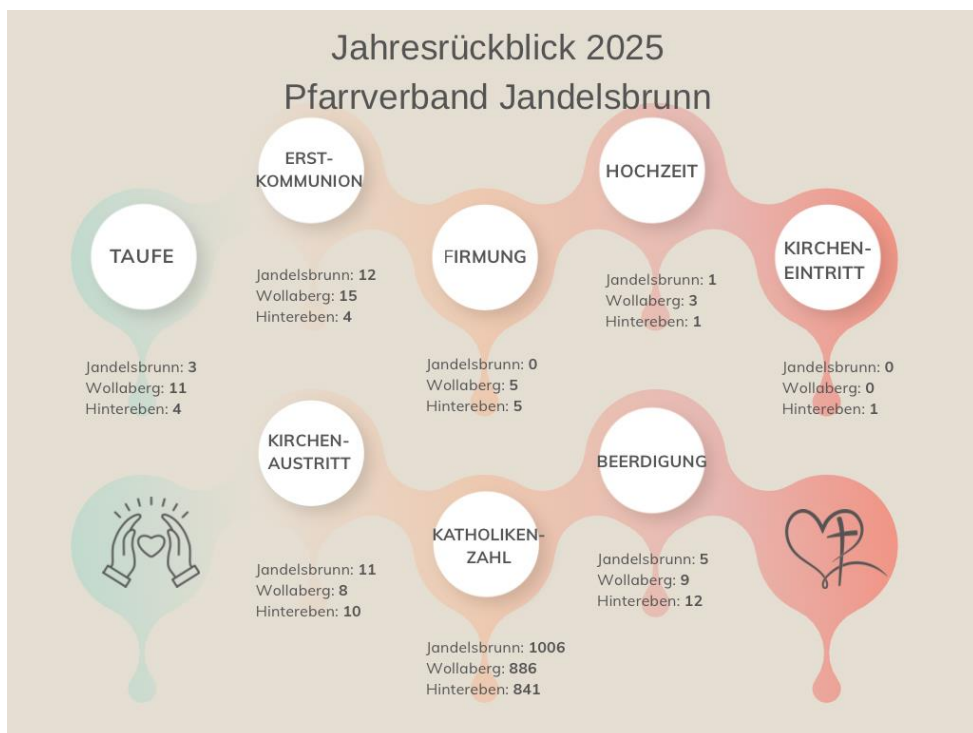 Jahresrückblick 2025
Pfarrverband Jandelsbrunn
TAUFE
Jandelsbrunn: 3
Wollaberg: 11
Hintereben: 4
ERST-
KOMMUNION
Jandelsbrunn: 12
Wollaberg: 15
Hintereben: 4
FIRMUNG
Jandelsbrunn: 0
Wollaberg: 5
Hintereben: 5
HOCHZEIT
Jandelsbrunn: 1
Wollaberg: 3
Hintereben: 1
KIRCHEN-
EINTRITT
Jandelsbrunn: 0
Wollaberg: 0
Hintereben: 1
KIRCHEN-
AUSTRITT
Jandelsbrunn: 11
Wollaberg: 8
Hintereben: 10
KATHOLIKEN-
ZAHL
Jandelsbrunn: 1006
Wollaberg: 886
Hintereben: 841
BEERDIGUNG
Jandelsbrunn: 5
Wollaberg: 9
Hintereben: 12